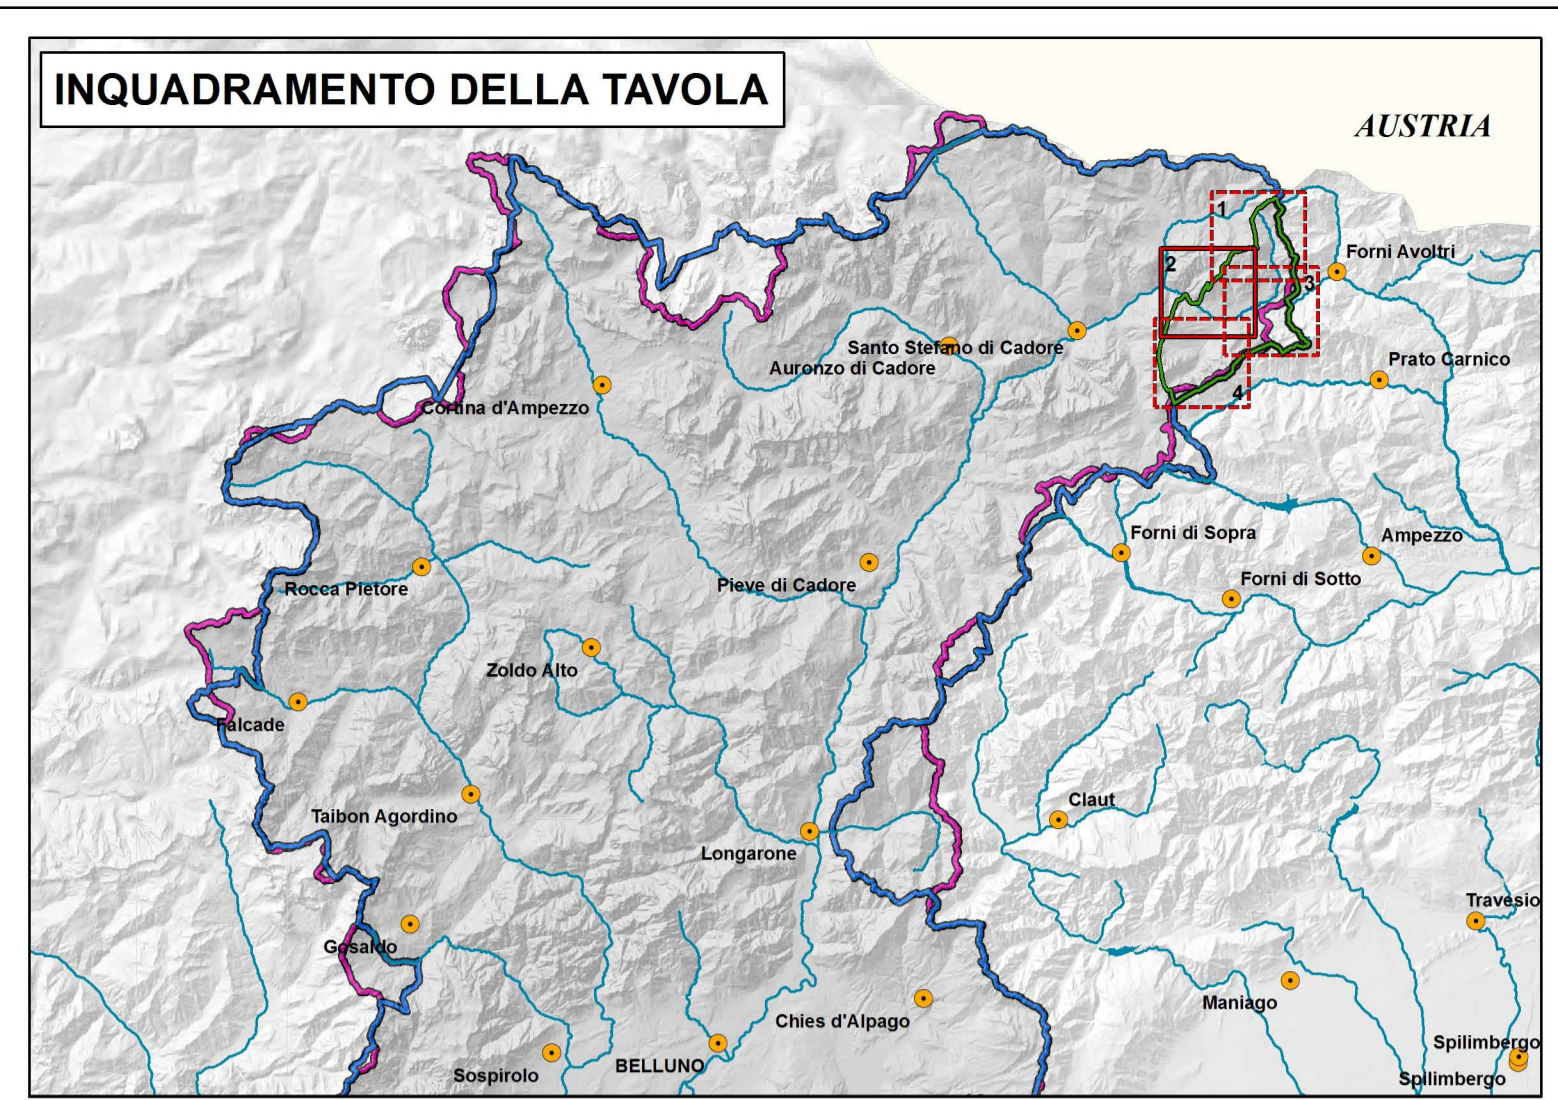 INQUADRAMENTO DELLA TAVOLA
AUSTRIA
1
Forni Avoltri
2
3
Santo Stefano di Cadore
Auronzo di Cadore
Prato Carnico
4
Cortina d'Ampezzo
Forni di Sopra
Ampezzo
Forni di Sotto
Rocca Pietore
Pieve di Cadore
Zoldo Alto
Falcade
Claut
Taibon Agordino
Longarone
Travesio
Gosaldo
Maniago
Chies d'Alpago
Spilimbergo
BELLUNO
Sospirolo
Spilimbergo